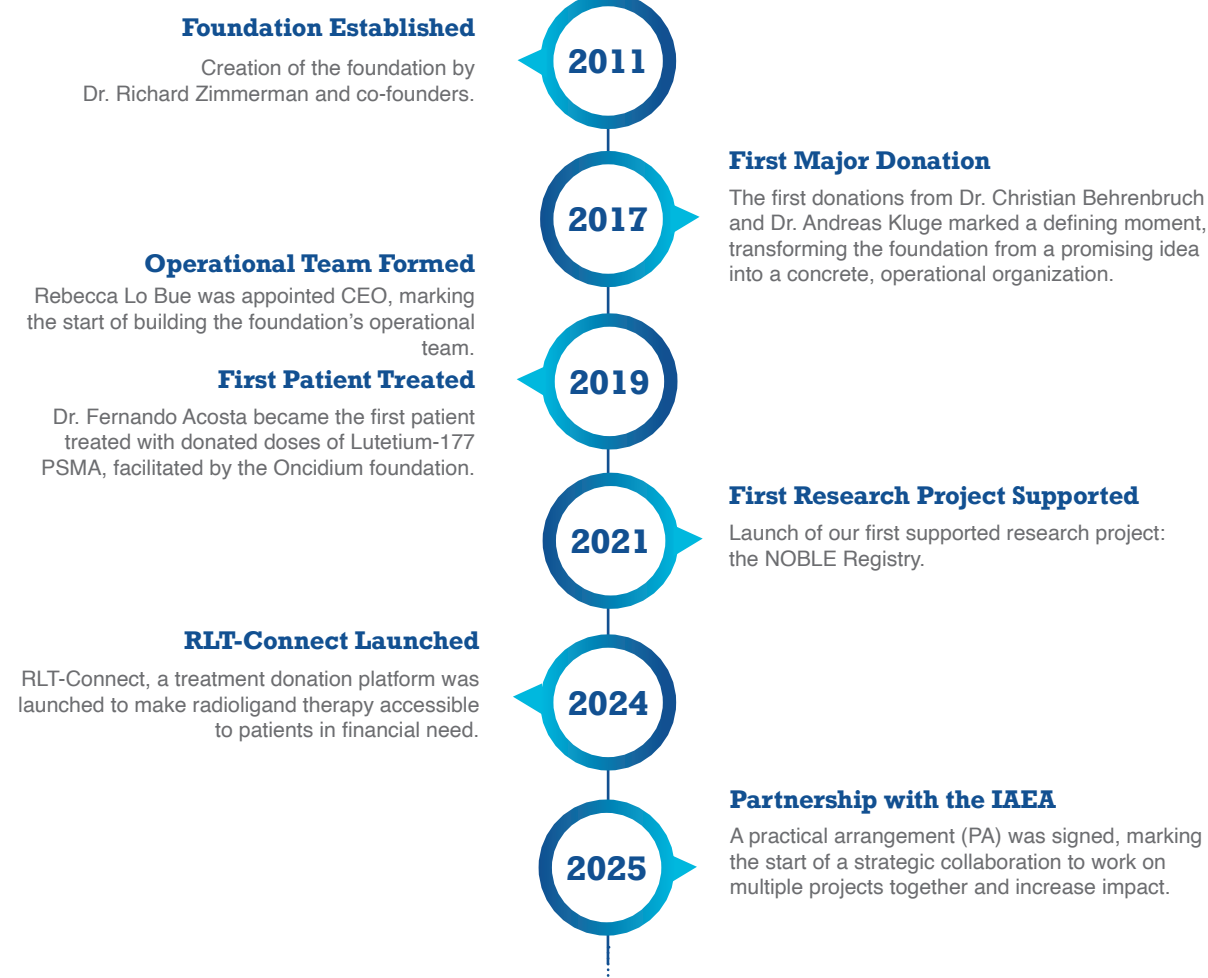 Foundation Established
Creation of the foundation by
Dr. Richard Zimmerman and co-founders.
2011
First Major Donation
The first donations from Dr. Christian Behrenbruch
and Dr. Andreas Kluge marked a defining moment,
transforming the foundation from a promising idea
into a concrete, operational organization.
2017
Operational Team Formed
Rebecca Lo Bue was appointed CEO, marking
the start of building the foundation’s operational
team.
First Patient Treated
Dr. Fernando Acosta became the first patient
treated with donated doses of Lutetium-177
PSMA, facilitated by the Oncidium foundation.
2019
First Research Project Supported
Launch of our first supported research project:
the NOBLE Registry.
2021
RLT-Connect Launched
RLT-Connect, a treatment donation platform was
launched to make radioligand therapy accessible
to patients in financial need.
2024
Partnership with the IAEA
A practical arrangement (PA) was signed, marking
the start of a strategic collaboration to work on
multiple projects together and increase impact.
2025